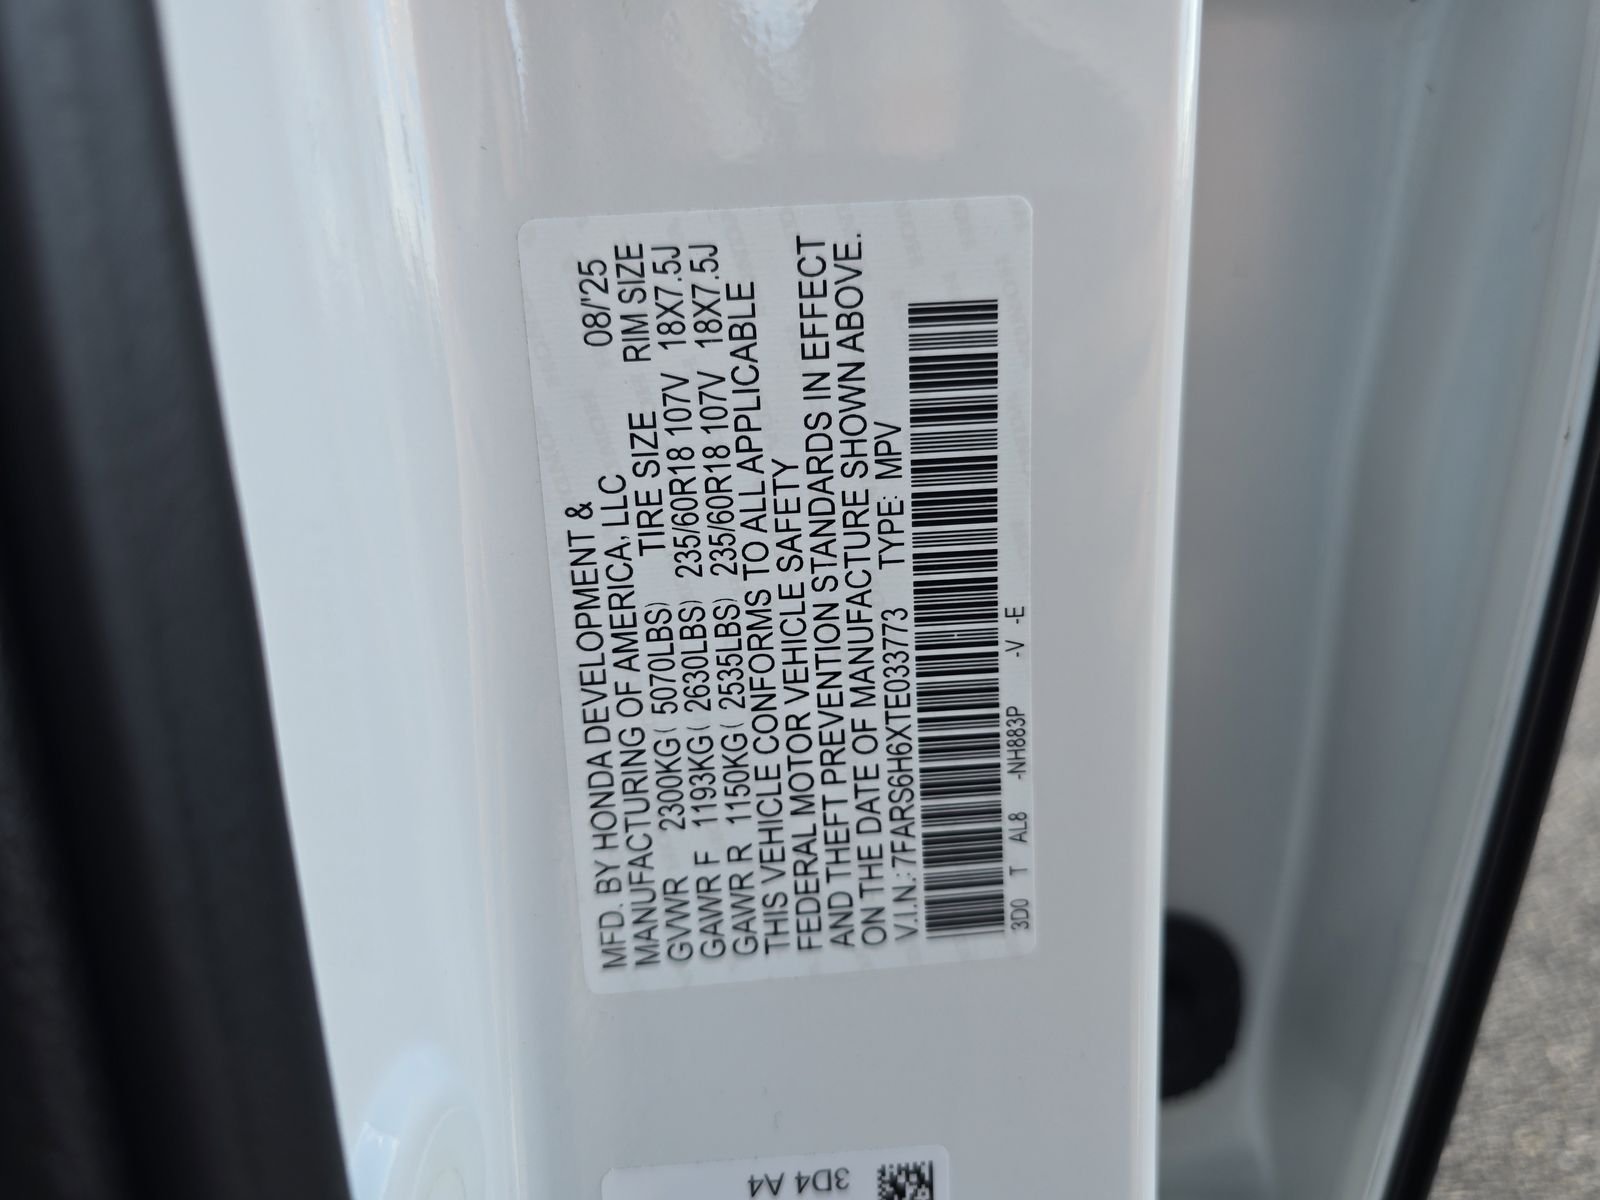 MFD. BY HONDA DEVELOPMENT & 08/'25
MANUFACTURING OF AMERICA, LLC
TIRE SIZE RIM SIZE
GVWR 2300KG ( 5070LBS)
GAWR F 1193KG ( 2630LBS) 235/60R18 107V 18X7.5J
GAWR R 1150KG ( 2535LBS) 235/60R18 107V 18X7.5J
THIS VEHICLE CONFORMS TO ALL APPLICABLE
FEDERAL MOTOR VEHICLE SAFETY
AND THEFT PREVENTION STANDARDS IN EFFECT
ON THE DATE OF MANUFACTURE SHOWN ABOVE.
V.I.N.: 7FARS6H6XTE033773 TYPE: MPV
3D0 T AL8 -NH883P -V -E
3D4 A4